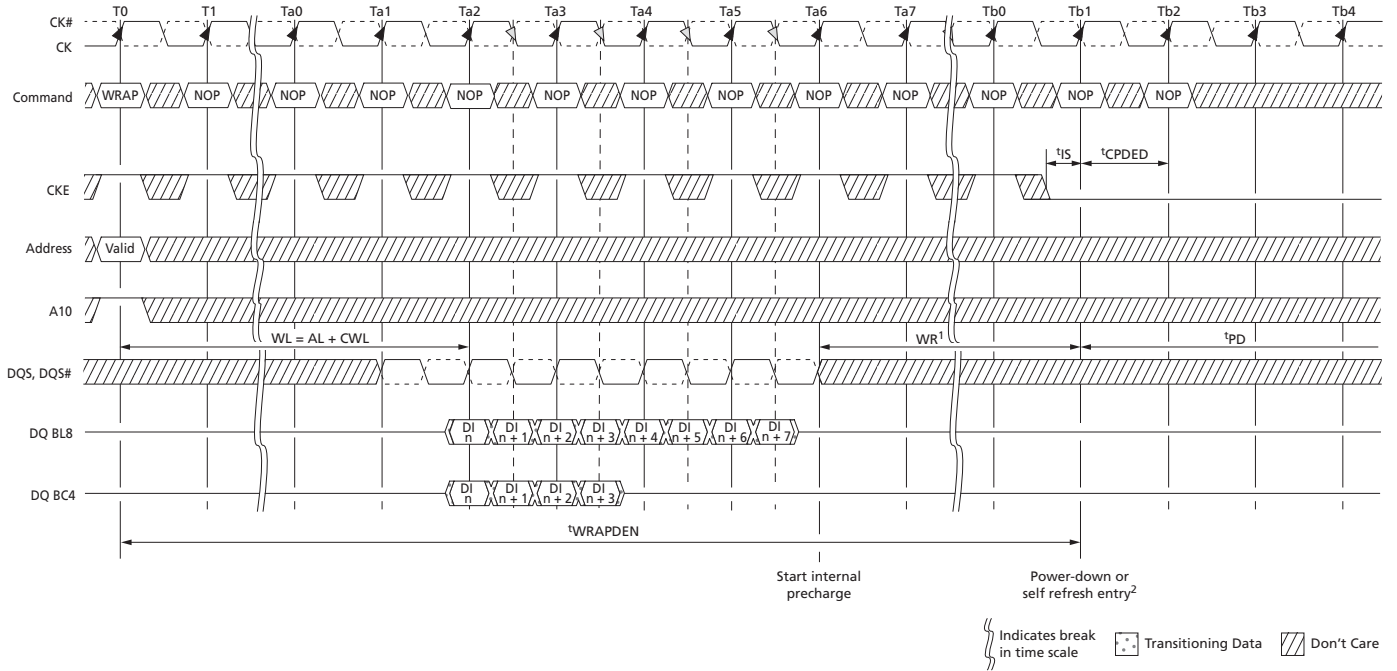 T0 T1 Ta0 Ta1 Ta2 Ta3 Ta4 Ta5 Ta6 Ta7 Tb0 Tb1 Tb2 Tb3 Tb4
CK#
CK
Command WRAP NOP NOP NOP NOP NOP NOP NOP NOP NOP NOP NOP NOP
tIS tCPDED
CKE
Address Valid
A10
WL = AL + CWL WR1 tPD
DQS, DQS#
DQ BL8 DI n DI n + 1 DI n + 2 DI n + 3 DI n + 4 DI n + 5 DI n + 6 DI n + 7
DQ BC4 DI n DI n + 1 DI n + 2 DI n + 3
tWRAPDEN
Start internal
precharge
Power-down or
self refresh entry2
Indicates break
in time scale
Transitioning Data
Don't Care